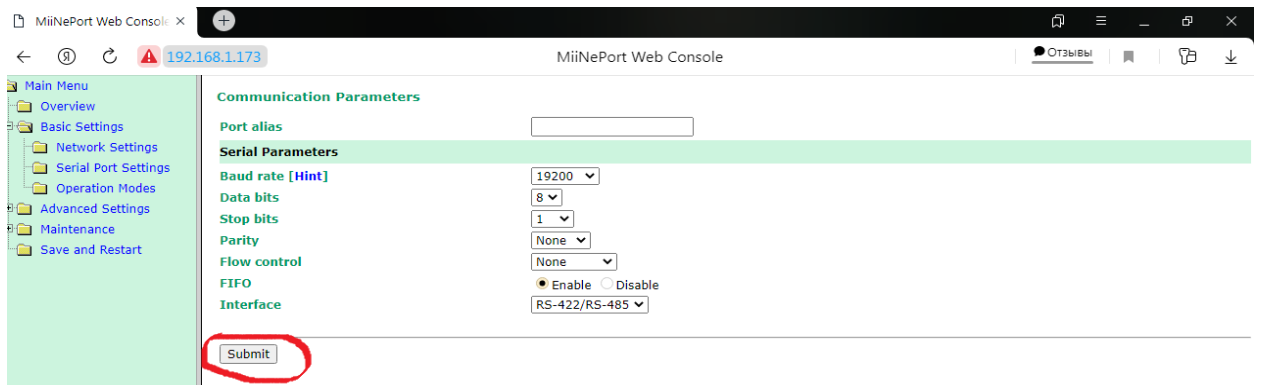 MiiNePort Web Console
192.168.1.173 MiiNePort Web Console Отзывы
Main Menu
Overview
Basic Settings
Network Settings
Serial Port Settings
Operation Modes
Advanced Settings
Maintenance
Save and Restart
Communication Parameters
Port alias
Serial Parameters
Baud rate [Hint] 19200
Data bits 8
Stop bits 1
Parity None
Flow control None
FIFO Enable Disable
Interface RS-422/RS-485
Submit